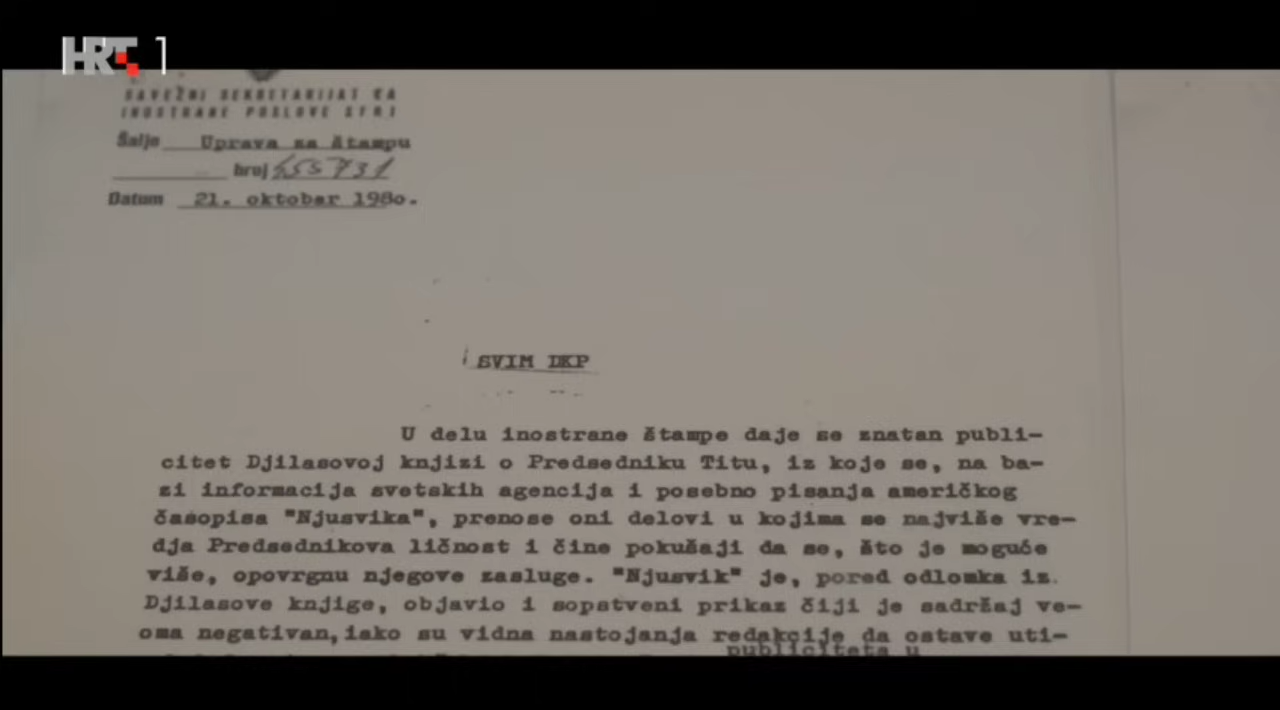 HRT 1
SAVEZNI SEKRETARIJAT ZA
INOSTRANE POSLOVE SFRJ
Šalje Uprava za štampu
broj 455731
Datum 21. oktobar 198o.
SVIM DKP
U delu inostrane štampe daje se znatan publi-
citet Djilasovoj knjizi o Predsedniku Titu, iz koje se, na ba-
zi informacija svetskih agencija i posebno pisanja američkog
časopisa "Njusvika", prenose oni delovi u kojima se najviše vre-
dja Predsednikova ličnost i čine pokušaji da se, što je moguće
više, opovrgnu njegove zasluge. "Njusvik" je, pored odlomka iz
Djilasove knjige, objavio i sopstveni prikaz čiji je sadržaj ve-
oma negativan, iako su vidna nastojanja redakcije da ostave uti-
publiciteta u